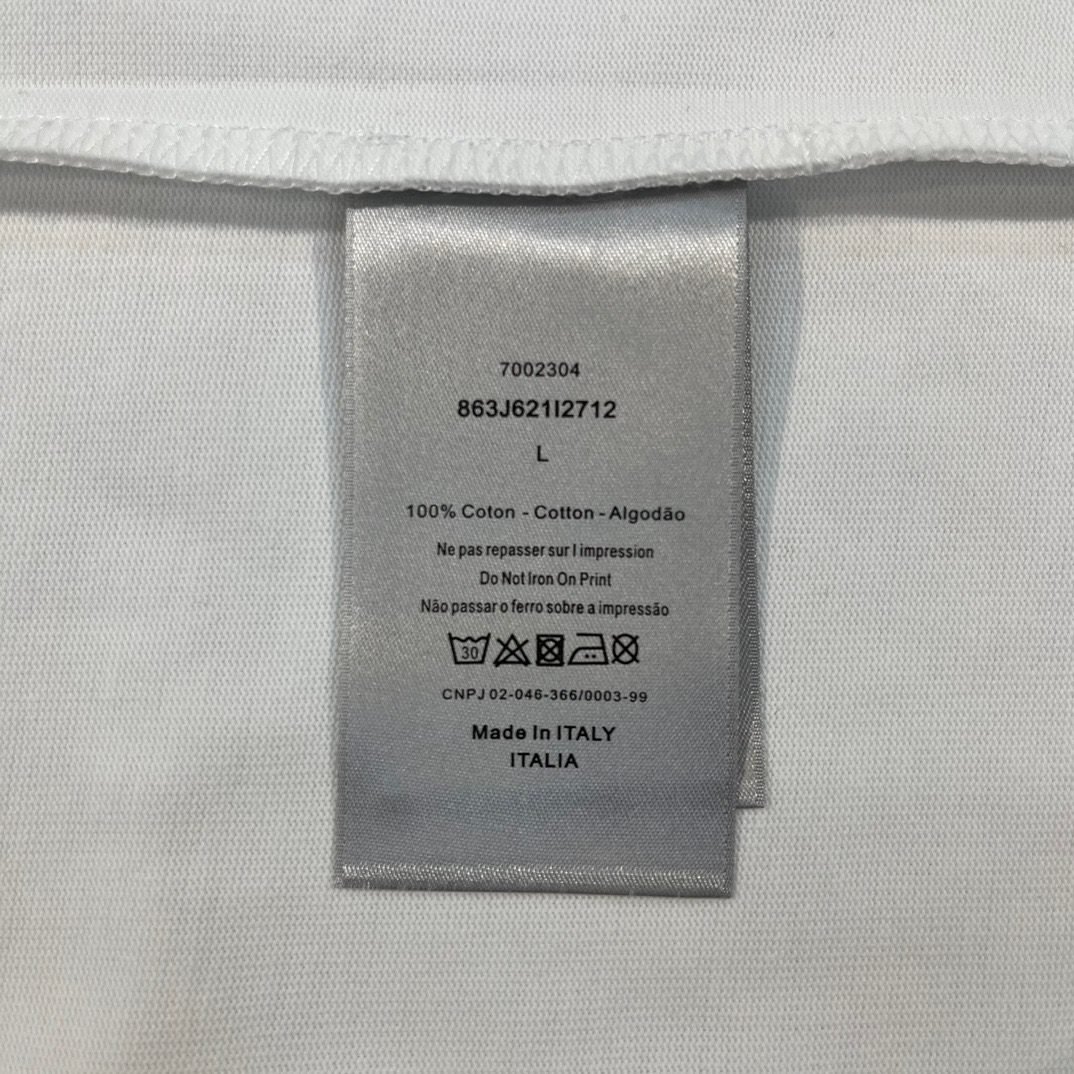 7002304
863J621I2712
L
100% Coton - Cotton - Algodão
Ne pas repasser sur l impression
Do Not Iron On Print
Não passar o ferro sobre a impressão
30
CNPJ 02-046-366/0003-99
Made In ITALY
ITALIA